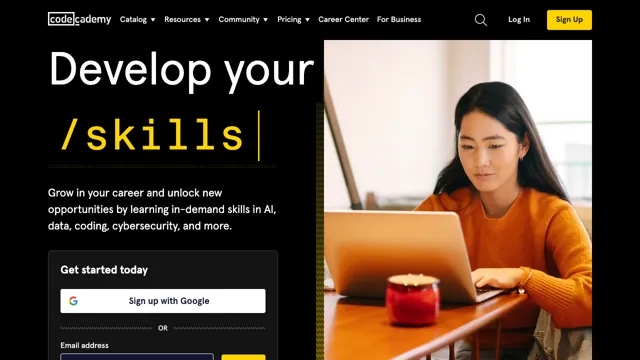 codecademy
Catalog
Resources
Community
Pricing
Career Center
For Business
Log In
Sign Up
Develop your
/skills
Grow in your career and unlock new
opportunities by learning in-demand skills in AI,
data, coding, cybersecurity, and more.
Get started today
Sign up with Google
OR
Email address